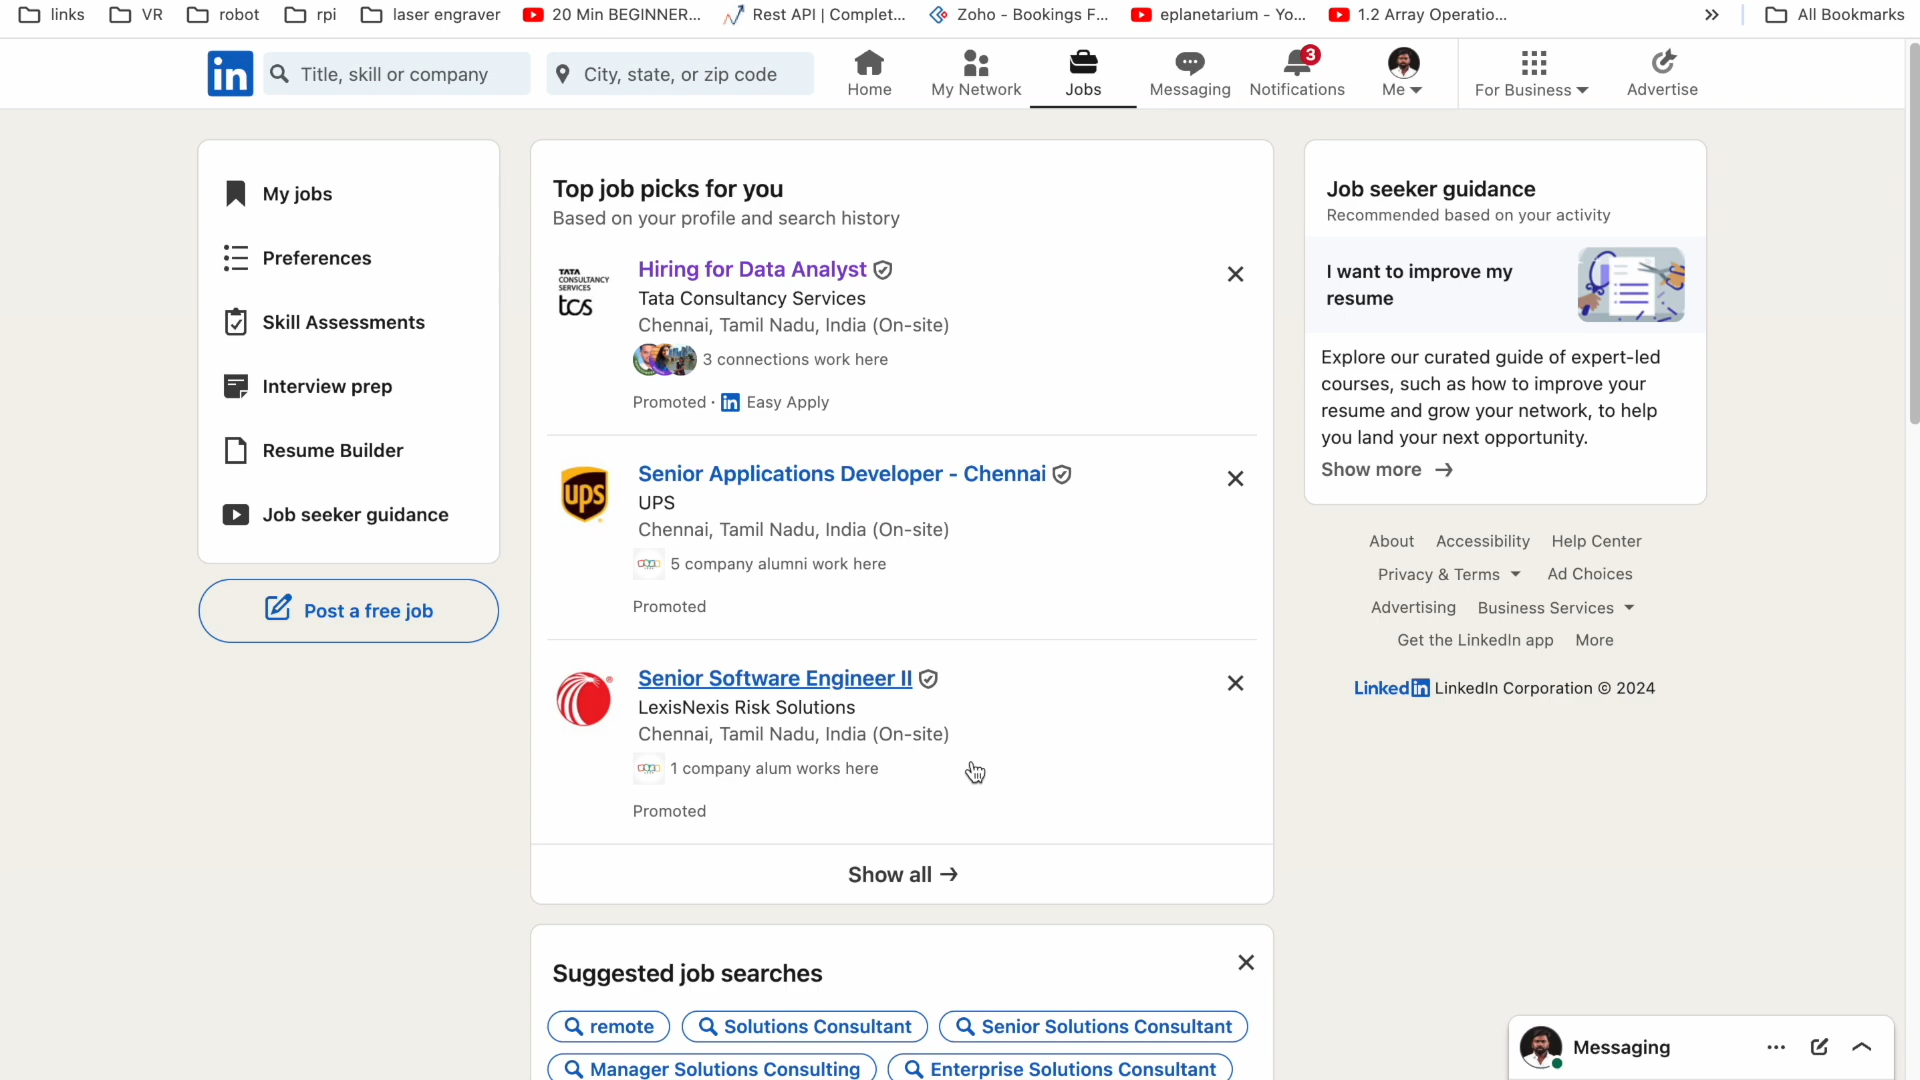 links
VR
robot
rpi
laser engraver
20 Min BEGINNER...
Rest API | Complet...
Zoho - Bookings F...
eplanetarium - Yo...
1.2 Array Operatio...
»
All Bookmarks
in
Title, skill or company
City, state, or zip code
Home
My Network
Jobs
Messaging
3
Notifications
Me
For Business
Advertise
My jobs
Preferences
Skill Assessments
Interview prep
Resume Builder
Job seeker guidance
Post a free job
Top job picks for you
Based on your profile and search history
TATA
CONSULTANCY
SERVICES
tcs
Hiring for Data Analyst
Tata Consultancy Services
Chennai, Tamil Nadu, India (On-site)
3 connections work here
Promoted · in Easy Apply
ups
Senior Applications Developer - Chennai
UPS
Chennai, Tamil Nadu, India (On-site)
5 company alumni work here
Promoted
Senior Software Engineer II
LexisNexis Risk Solutions
Chennai, Tamil Nadu, India (On-site)
1 company alum works here
Promoted
Show all →
Suggested job searches
remote
Solutions Consultant
Senior Solutions Consultant
Manager Solutions Consulting
Enterprise Solutions Consultant
Job seeker guidance
Recommended based on your activity
I want to improve my
resume
Explore our curated guide of expert-led
courses, such as how to improve your
resume and grow your network, to help
you land your next opportunity.
Show more →
About Accessibility Help Center
Privacy & Terms Ad Choices
Advertising Business Services
Get the LinkedIn app More
LinkedIn LinkedIn Corporation © 2024
Messaging